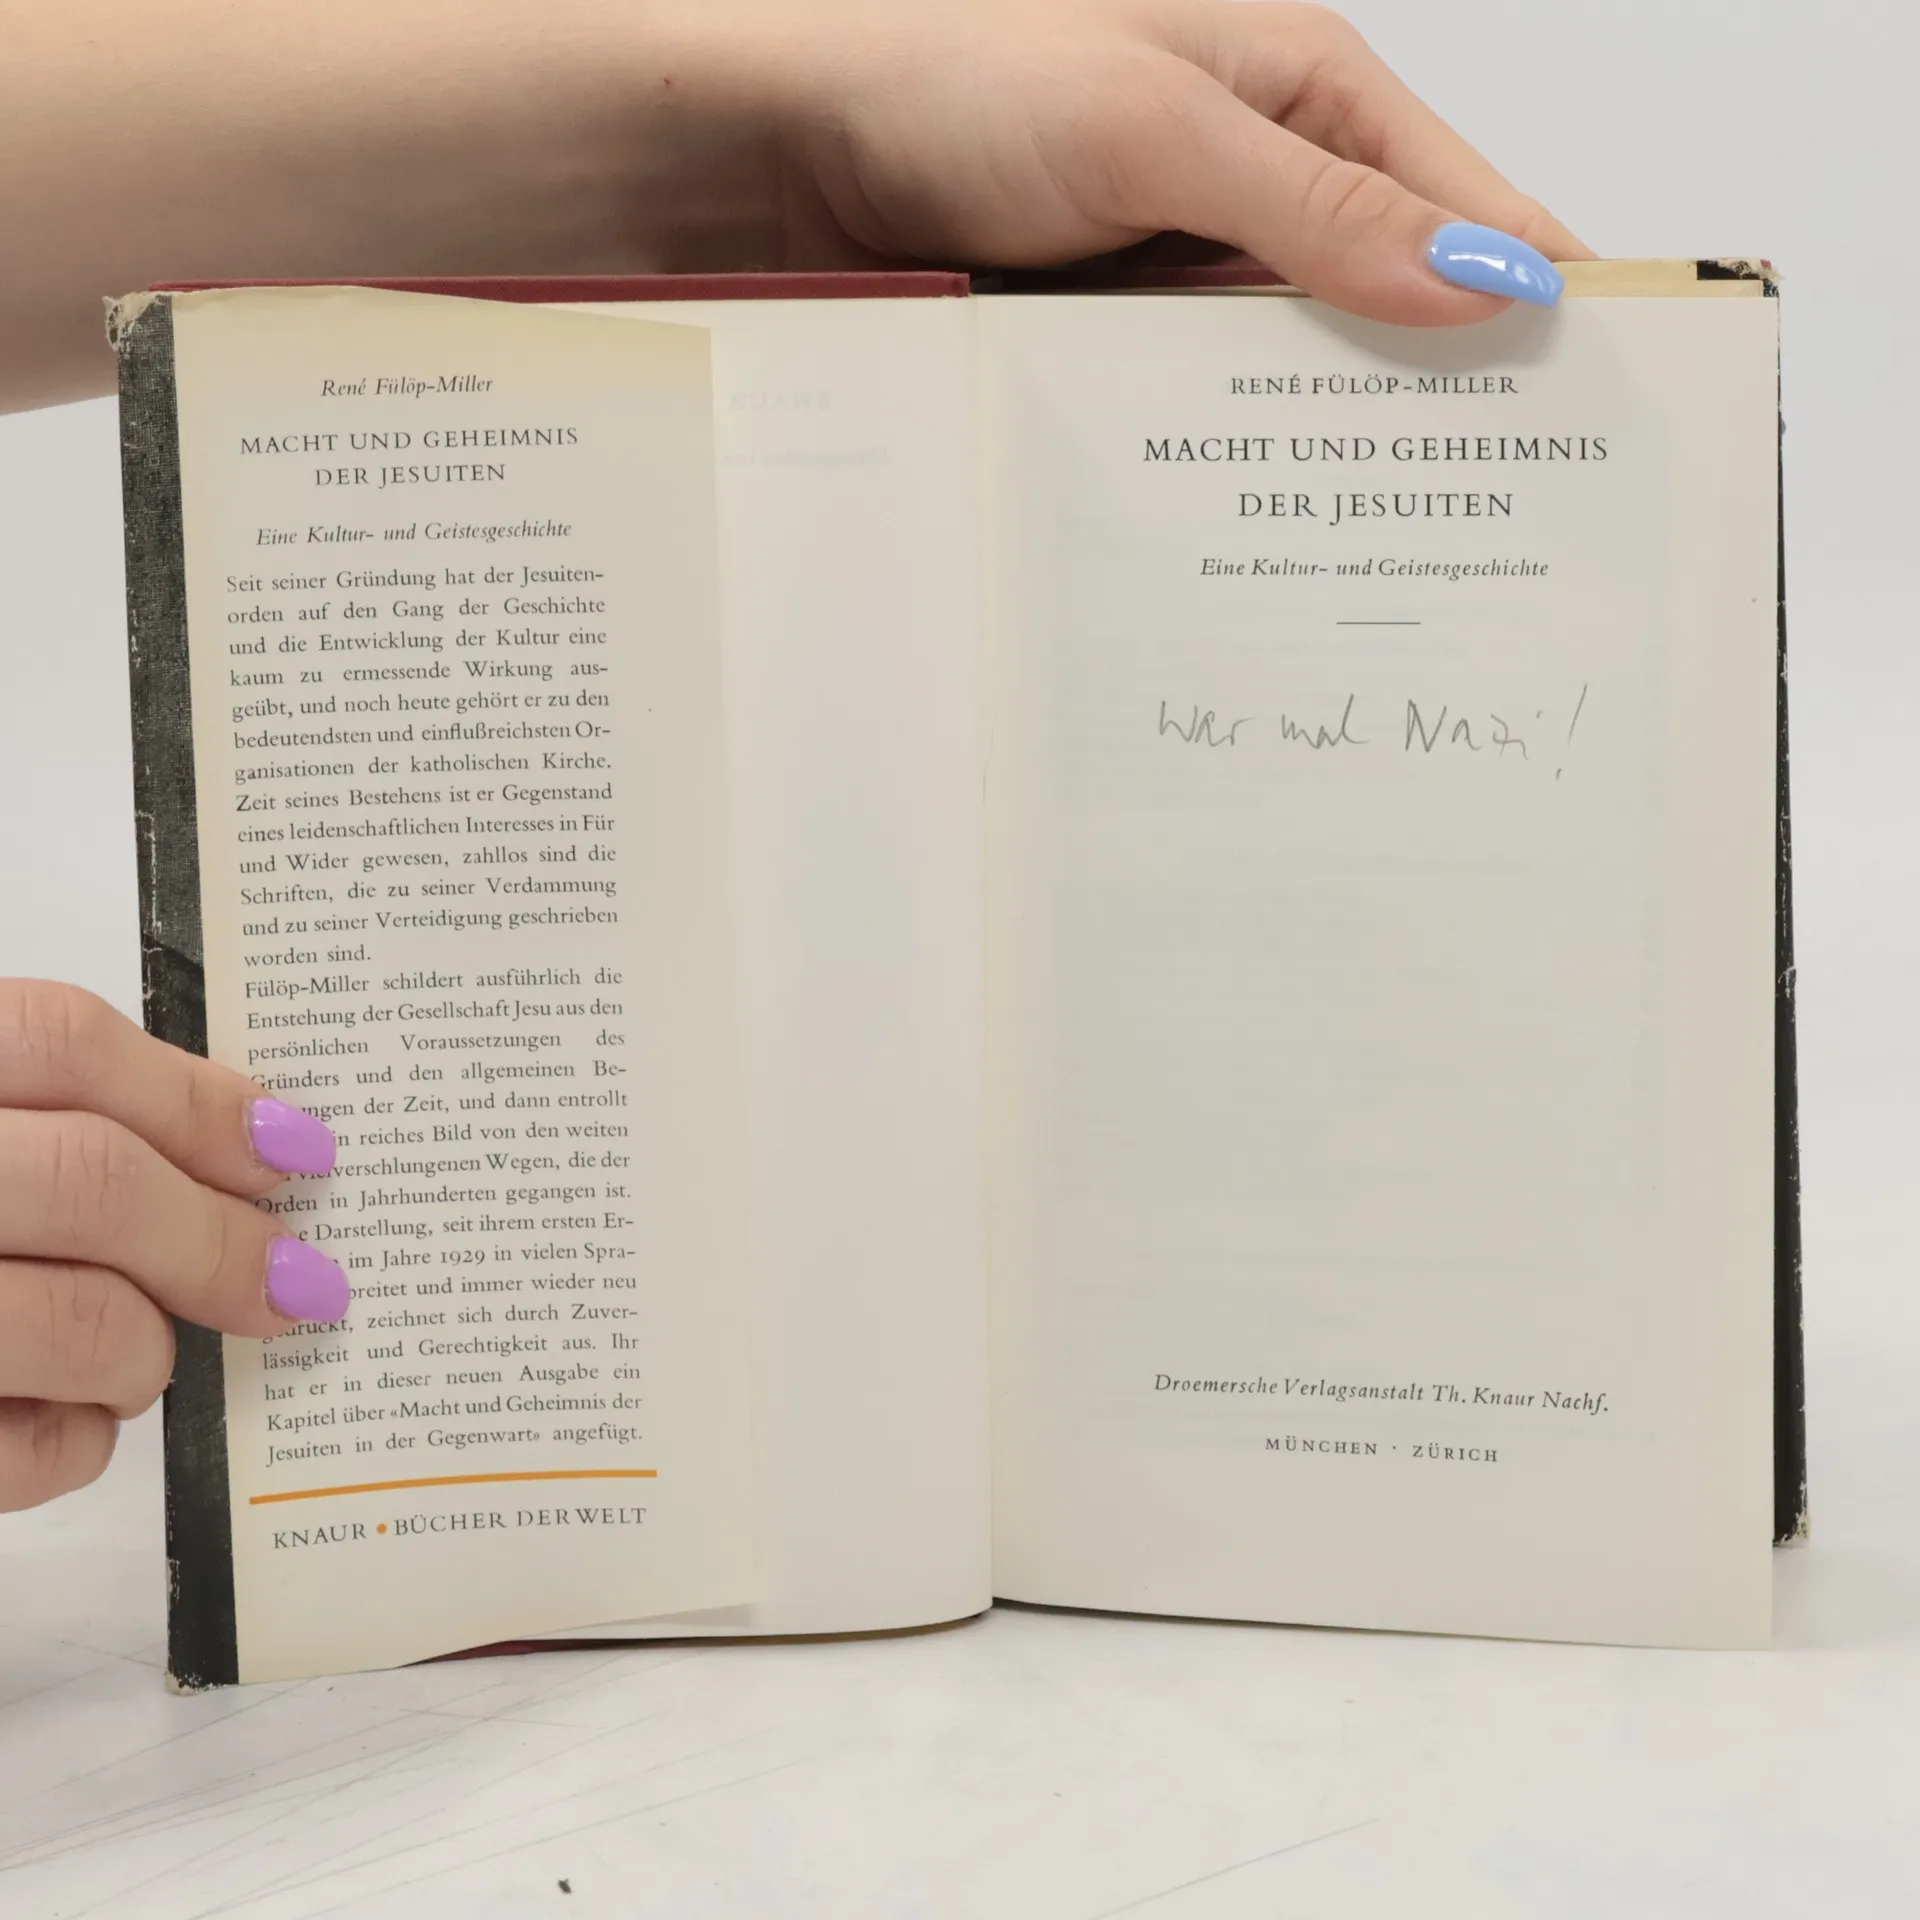 René Fülöp-Miller
MACHT UND GEHEIMNIS
DER JESUITEN
Eine Kultur- und Geistesgeschichte
Seit seiner Gründung hat der Jesuiten-
orden auf den Gang der Geschichte
und die Entwicklung der Kultur eine
kaum zu ermessende Wirkung aus-
geübt, und noch heute gehört er zu den
bedeutendsten und einflußreichsten Or-
ganisationen der katholischen Kirche.
Zeit seines Bestehens ist er Gegenstand
eines leidenschaftlichen Interesses in Für
und Wider gewesen, zahllos sind die
Schriften, die zu seiner Verdammung
und zu seiner Verteidigung geschrieben
worden sind.
Fülöp-Miller schildert ausführlich die
Entstehung der Gesellschaft Jesu aus den
persönlichen Voraussetzungen des
Gründers und den allgemeinen Be-
der Zeit, und dann entrollt
reiches Bild von den weiten
vielverschlungenen Wegen, die der
Orden in Jahrhunderten gegangen ist.
Darstellung, seit ihrem ersten Er-
im Jahre 1929 in vielen Spra-
und immer wieder neu
gedruckt, zeichnet sich durch Zuver-
lässigkeit und Gerechtigkeit aus. Ihr
hat er in dieser neuen Ausgabe ein
Kapitel über «Macht und Geheimnis der
Jesuiten in der Gegenwart» angefügt.
KNAUR • BÜCHER DER WELT
RENÉ FÜLÖP-MILLER
MACHT UND GEHEIMNIS
DER JESUITEN
Eine Kultur- und Geistesgeschichte
War mal Nazi!
Droemersche Verlagsanstalt Th. Knaur Nachf.
MÜNCHEN · ZÜRICH